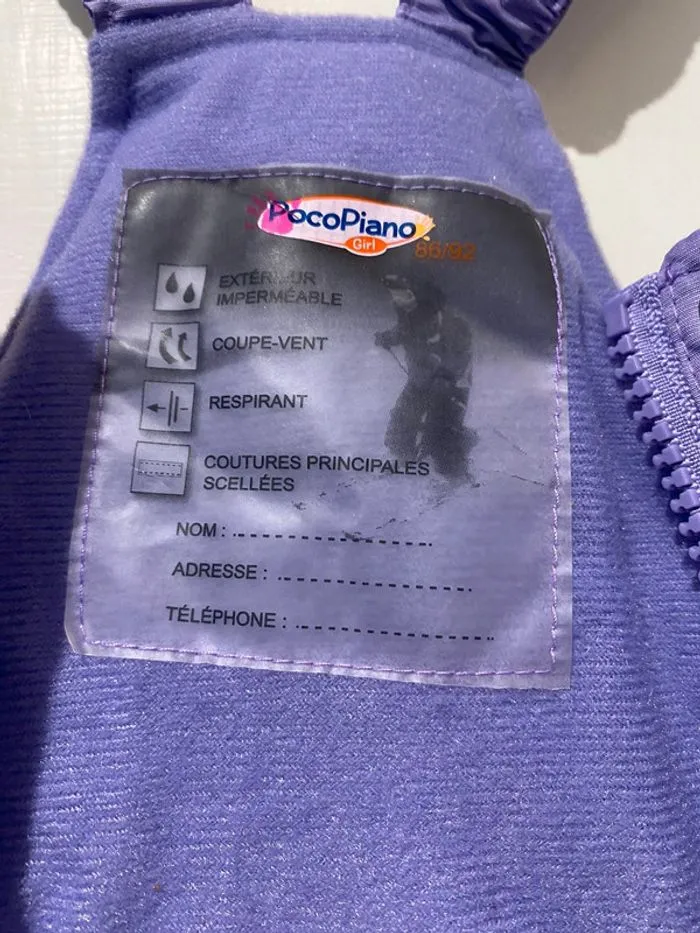 PocoPiano
Girl
86/92
EXTÉRIEUR
IMPERMÉABLE
COUPE-VENT
RESPIRANT
COUTURES PRINCIPALES
SCELLÉES
NOM :
ADRESSE :
TÉLÉPHONE :